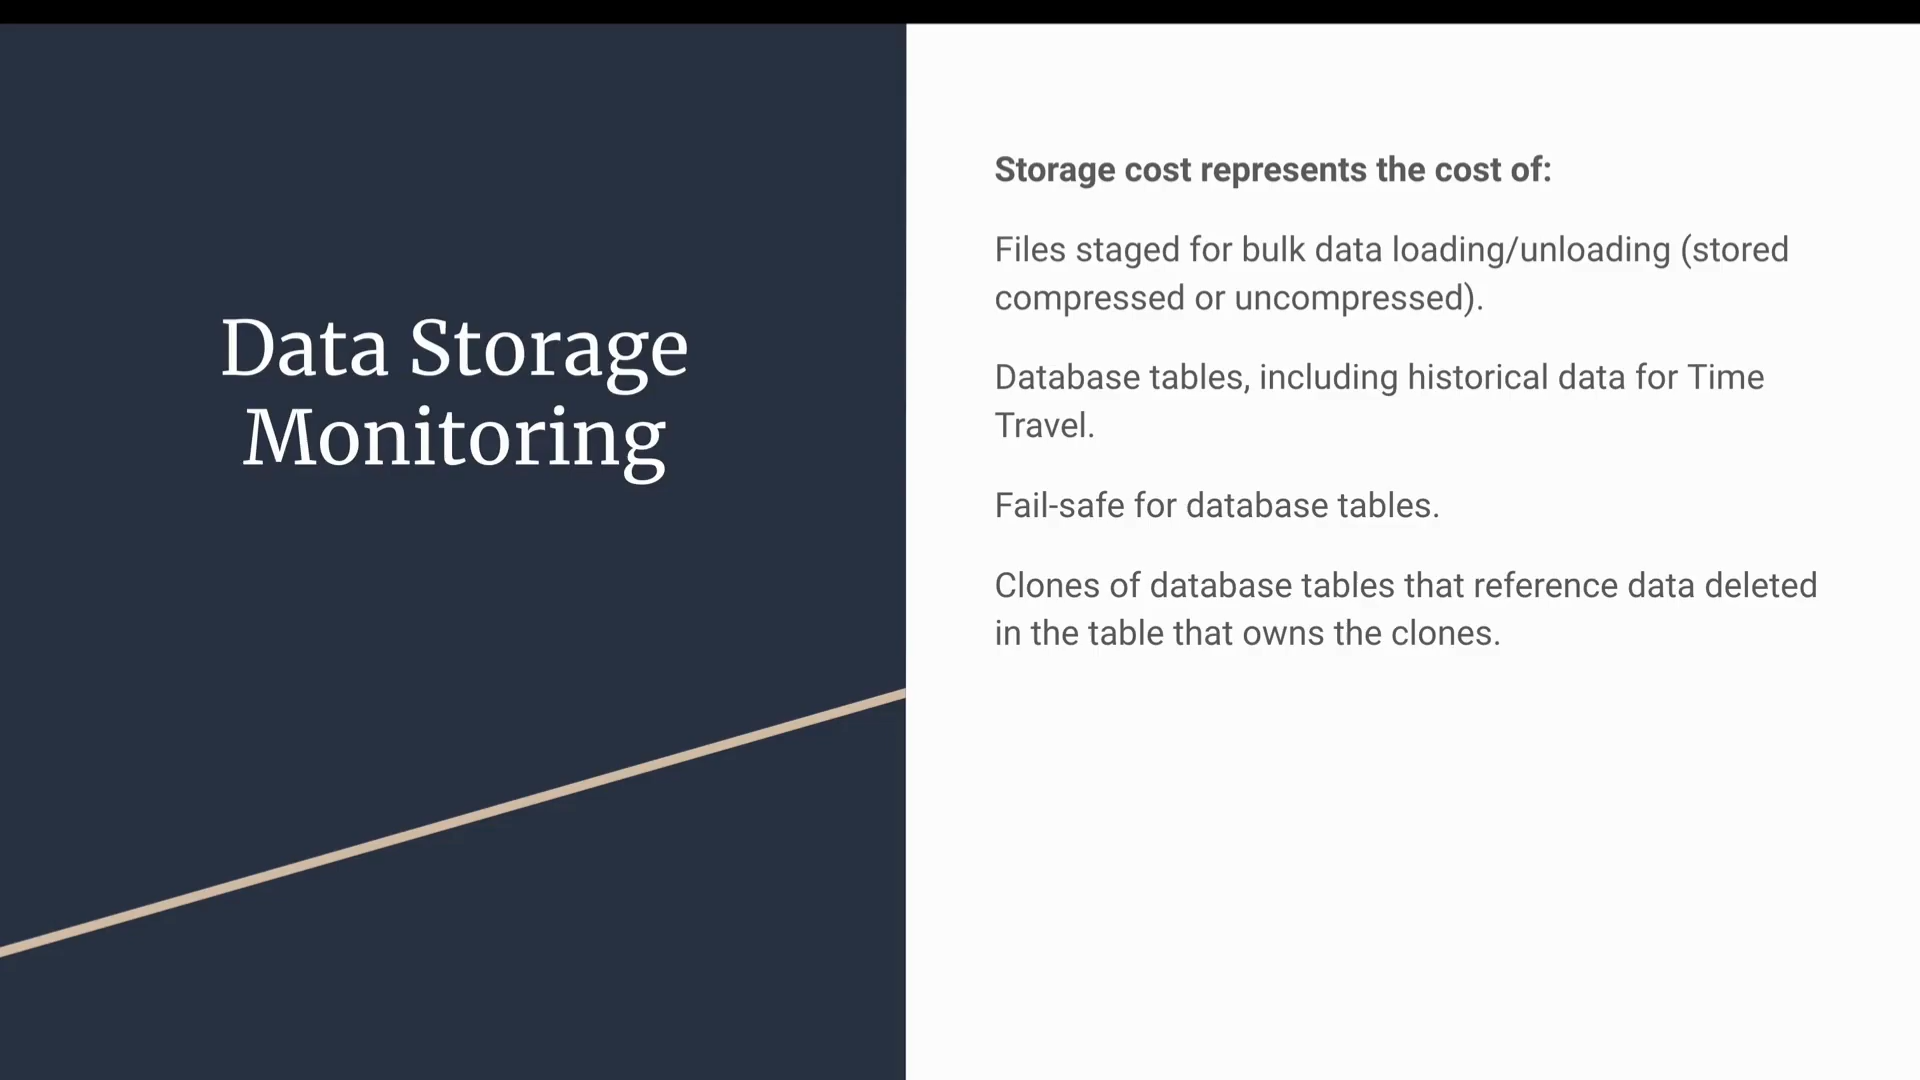 Data Storage
Monitoring
Storage cost represents the cost of:
Files staged for bulk data loading/unloading (stored
compressed or uncompressed).
Database tables, including historical data for Time
Travel.
Fail-safe for database tables.
Clones of database tables that reference data deleted
in the table that owns the clones.